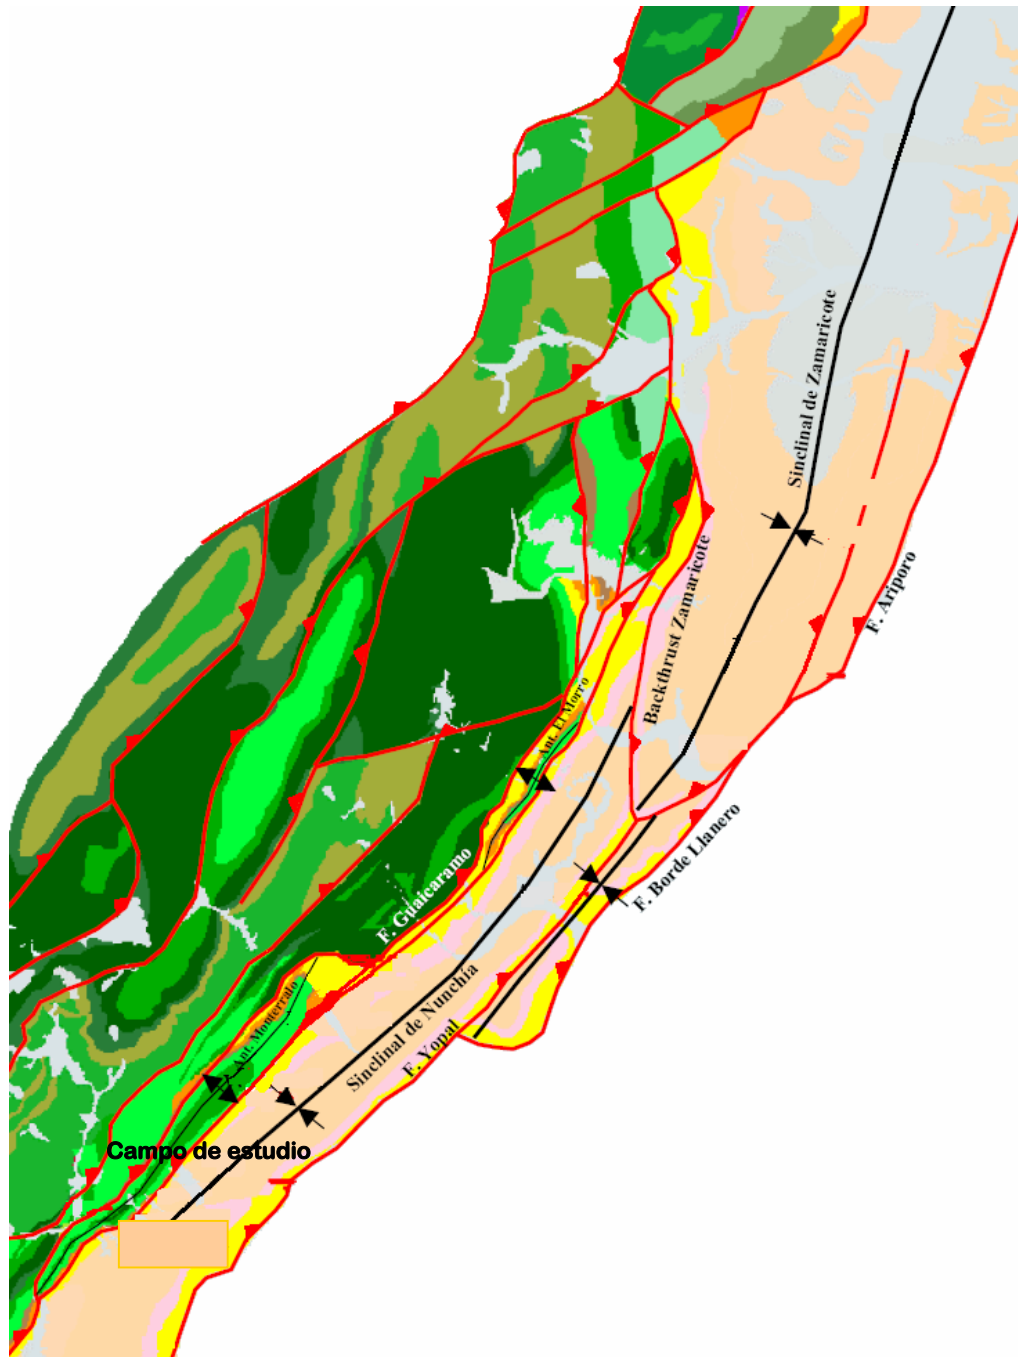 Sinclinal de Zamaricote
F. Ariporo
Backthrust Zamaricote
Ant. El Morro
F. Borde Llanero
F. Guaicaramo
Sinclinal de Nunchía
F. Yopal
Ant. Monterralo
Campo de estudio